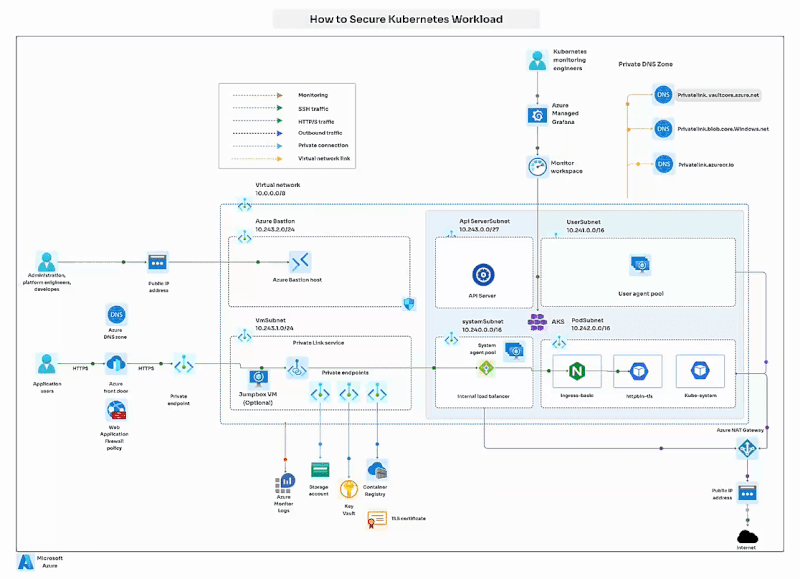 How to Secure Kubernetes Workload
Kubernetes
monitoring
engineers
Private DNS Zone
Azure
Managed
Grafana
Monitor
workspace
DNS
Privatelink. vaultcore.azure.net
DNS
Privatelink.blob.core.Windows.net
DNS
Privatelink.azurecr.io
Monitoring
SSH traffic
HTTP/S traffic
Outbound traffic
Private connection
Virtual network link
Virtual network
10.0.0.0/8
Azure Bastion
10.243.2.0/24
Azure Bastion host
Api ServerSubnet
10.243.0.0/27
API Server
UserSubnet
10.241.0.0/16
User agent pool
Administration,
platform engineers,
developes
Public IP
address
DNS
Azure
DNS zone
VmSubnet
10.243.1.0/24
Private Link service
Private endpoints
Jumpbox VM
(Optional)
systemSubnet
10.240.0.0/16
System
agent pool
Internal load balancer
AKS
PodSubnet
10.242.0.0/16
Ingress-basic
httpbin-tls
Kube-system
Application
users
HTTPS
Azure
front door
HTTPS
Private
endpoint
Web
Application
Firewall
policy
Azure
Monitor
Logs
Storage
account
Key
Vault
Container
Registry
TLS certificate
Azure NAT Gateway
Public IP
address
Internet
Microsoft
Azure